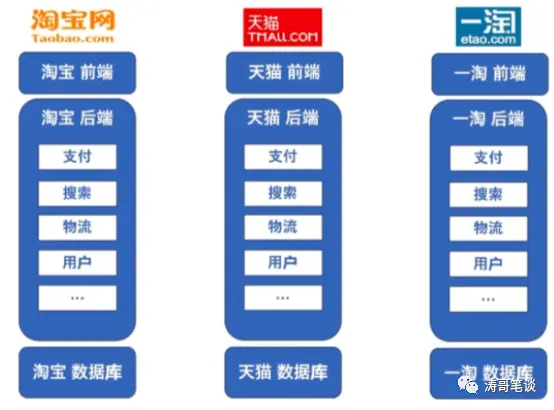 淘宝网
Taobao.com
淘宝 前端
淘宝 后端
支付
搜索
物流
用户
...
淘宝 数据库
天猫
TMALL.COM
天猫 前端
天猫 后端
支付
搜索
物流
用户
...
天猫 数据库
一淘
etao.com
一淘 前端
一淘 后端
支付
搜索
物流
用户
...
一淘 数据库
涛哥笔谈